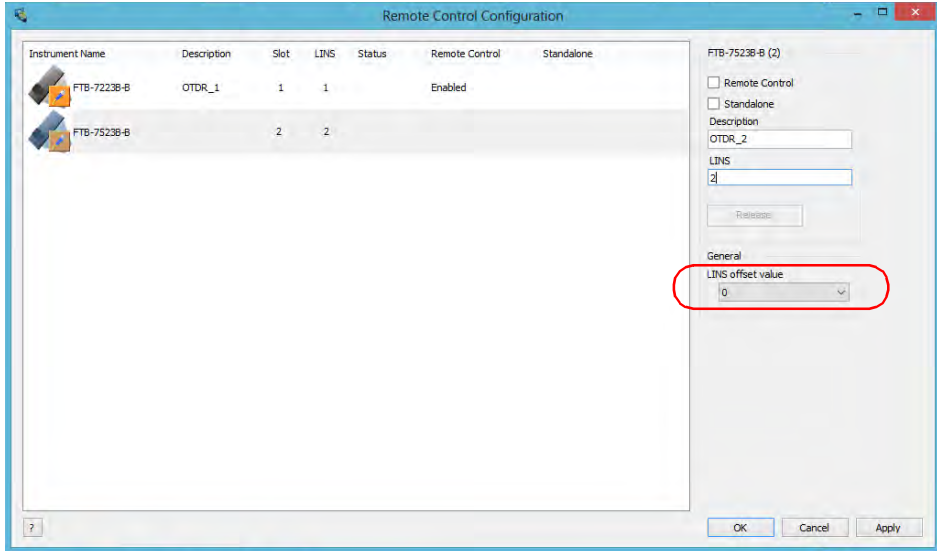 Remote Control Configuration
Instrument Name Description Slot LINS Status Remote Control Standalone
FTB-7223B-B OTDR_1 1 1 Enabled
FTB-7523B-B 2 2
FTB-7523B-B (2)
Remote Control
Standalone
Description
OTDR_2
LINS
2
Release
General
LINS offset value
0
? OK Cancel Apply